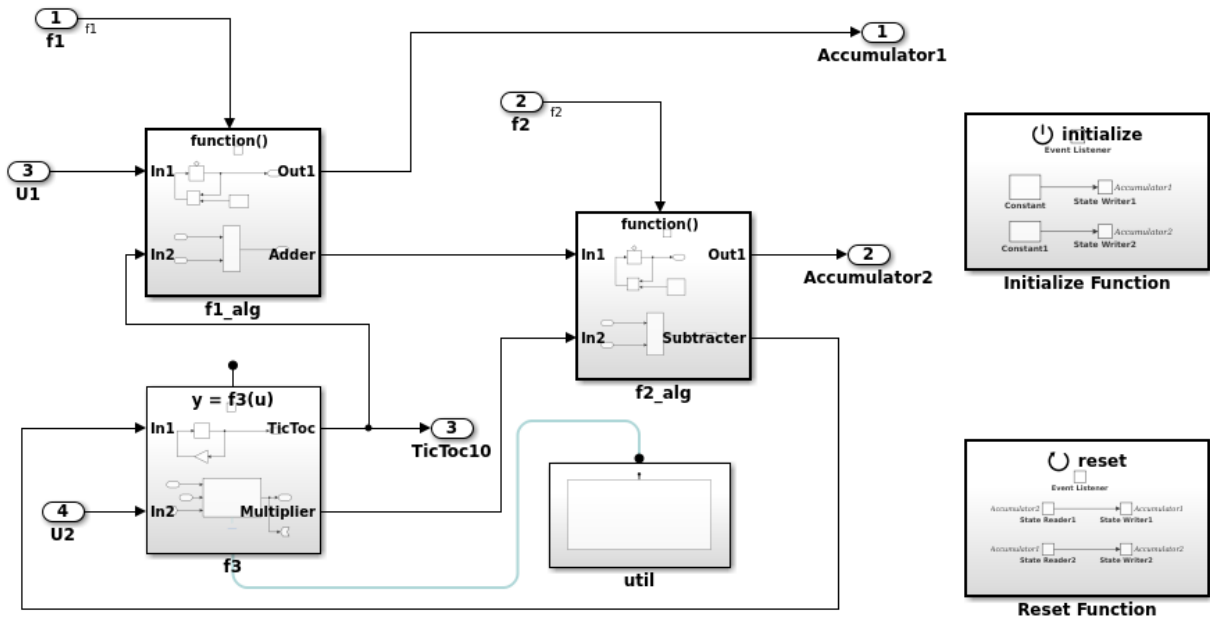 1
f1
f1
1
Accumulator1
2
f2
f2
function()
In1
Out1
In2
Adder
f1_alg
3
U1
function()
In1
Out1
In2
Subtracter
f2_alg
2
Accumulator2
initialize
Event Listener
Constant
State Writer1
Accumulator1
Constant1
State Writer2
Accumulator2
Initialize Function
y = f3(u)
In1
TicToc
In2
Multiplier
f3
3
TicToc10
4
U2
util
reset
Event Listener
Accumulator2
State Reader1
State Writer1
Accumulator1
Accumulator1
State Reader2
State Writer2
Accumulator2
Reset Function